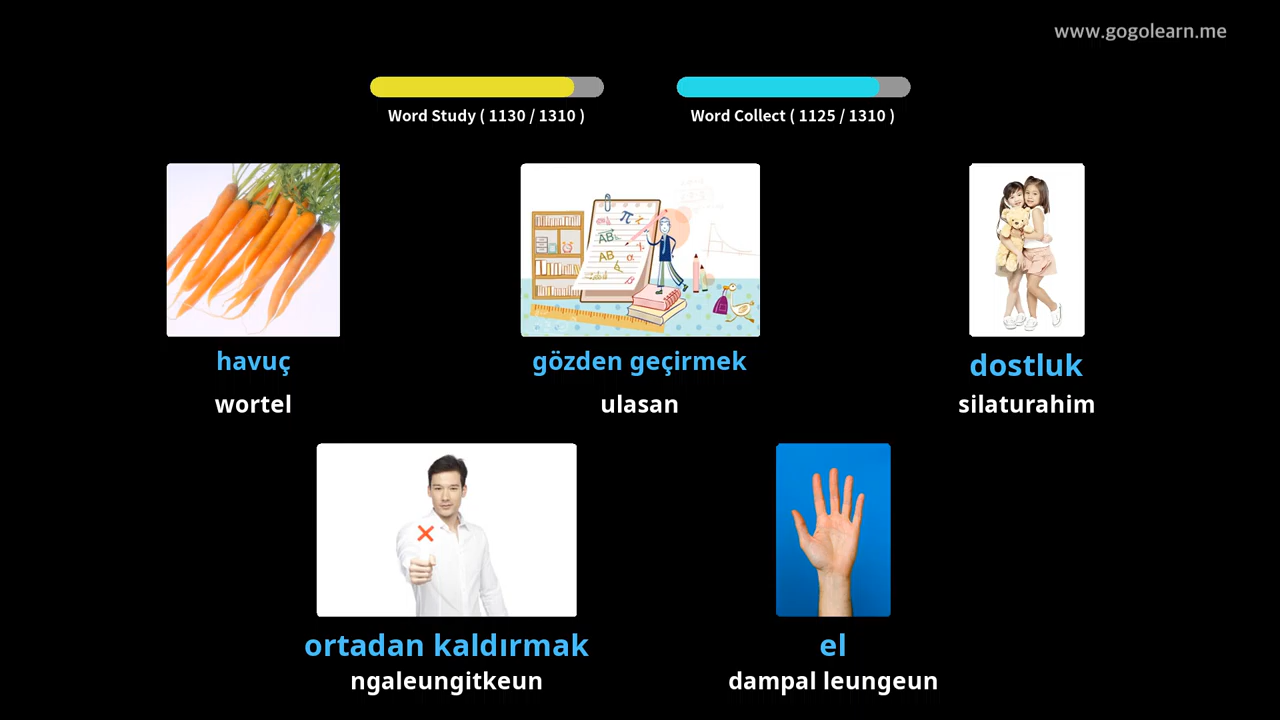 www.gogolearn.me
Word Study ( 1130 / 1310 )
Word Collect ( 1125 / 1310 )
havuç
gözden geçirmek
dostluk
wortel
ulasan
silaturahim
ortadan kaldırmak
el
ngaleungitkeun
dampal leungeun